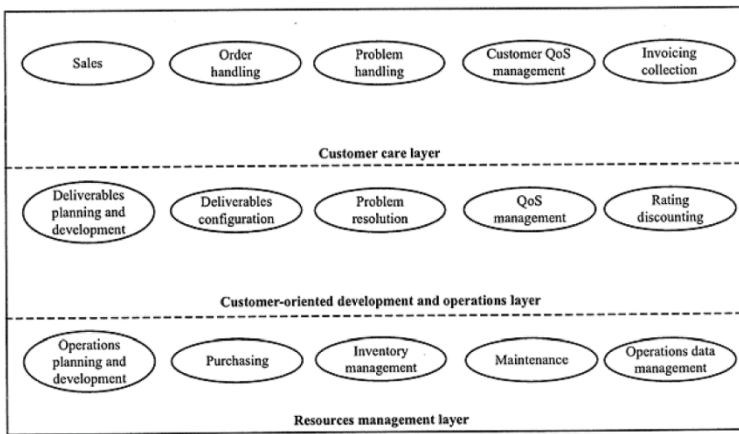 Sales
Order
handling
Problem
handling
Customer QoS
management
Invoicing
collection
Customer care layer
Deliverables
planning and
development
Deliverables
configuration
Problem
resolution
QoS
management
Rating
discounting
Customer-oriented development and operations layer
Operations
planning and
development
Purchasing
Inventory
management
Maintenance
Operations data
management
Resources management layer